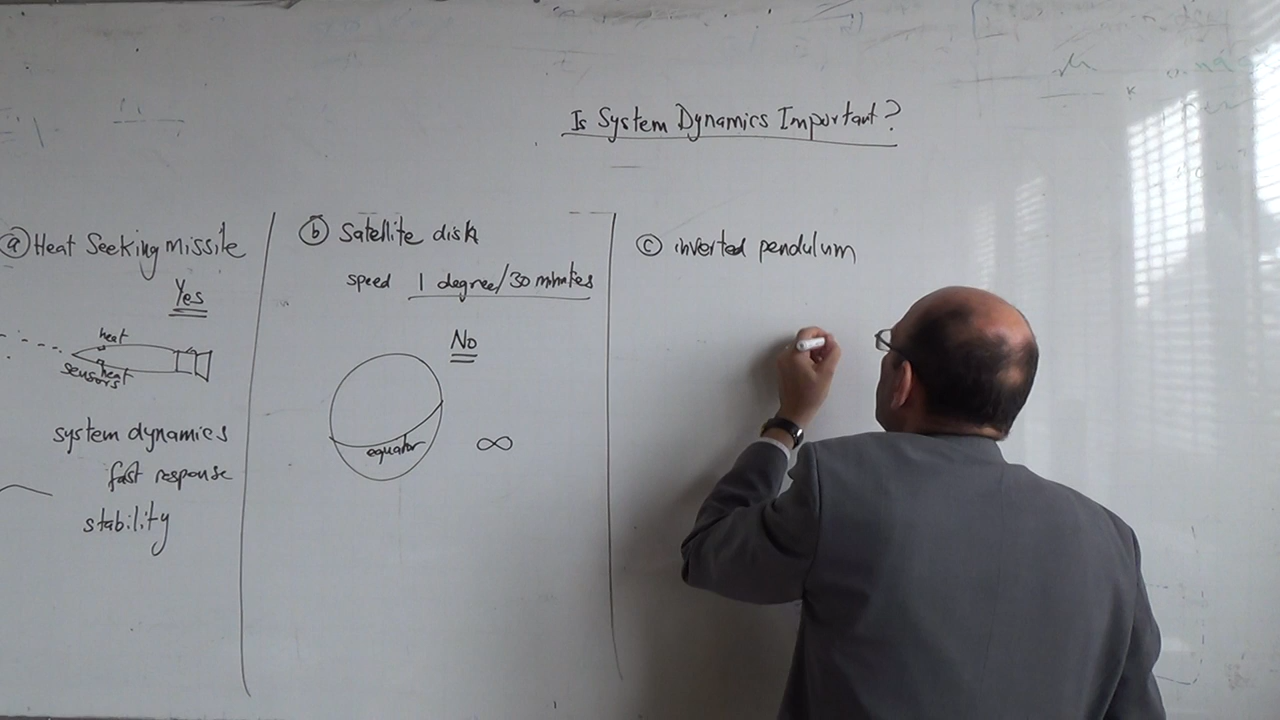 Is System Dynamics Important?
ⓐ Heat Seeking missile
Yes
heat
sensors
heat
system dynamics
fast response
stability
ⓑ Satellite disk
speed 1 degree/30 minutes
No
equator
∞
ⓒ inverted pendulum